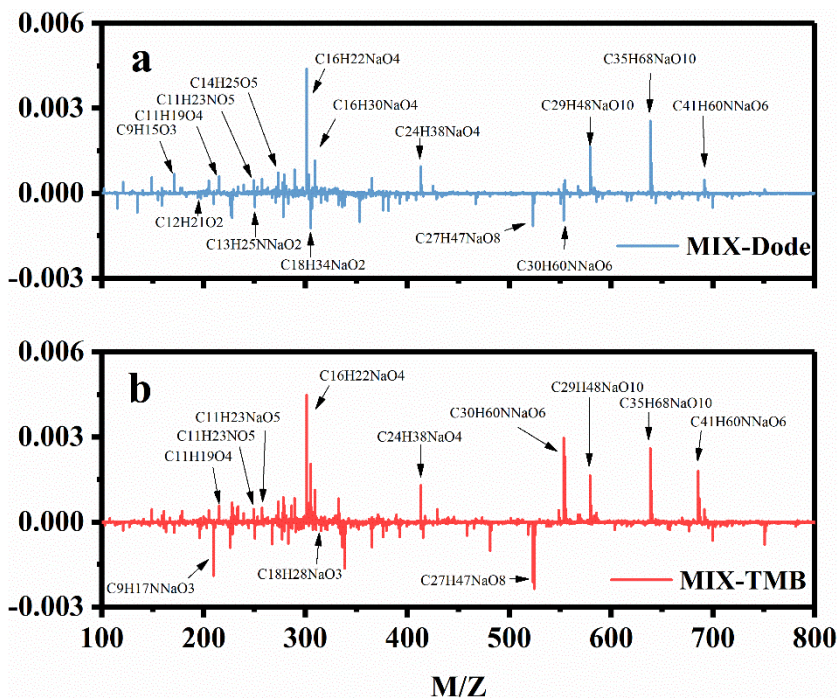 0.006
0.003
0.000
-0.003
a
C16H22NaO4
C14H25O5
C11H23NO5
C11H19O4
C9H15O3
C16H30NaO4
C24H38NaO4
C35H68NaO10
C29H48NaO10
C41H60NNaO6
C12H21O2
C13H25NNaO2
C18H34NaO2
C27H47NaO8
C30H60NNaO6
MIX-Dode
0.006
0.003
0.000
-0.003
b
C16H22NaO4
C11H23NaO5
C11H23NO5
C11H19O4
C24H38NaO4
C30H60NNaO6
C29H48NaO10
C35H68NaO10
C41H60NNaO6
C9H17NNaO3
C18H28NaO3
C27H47NaO8
MIX-TMB
100 200 300 400 500 600 700 800
M/Z